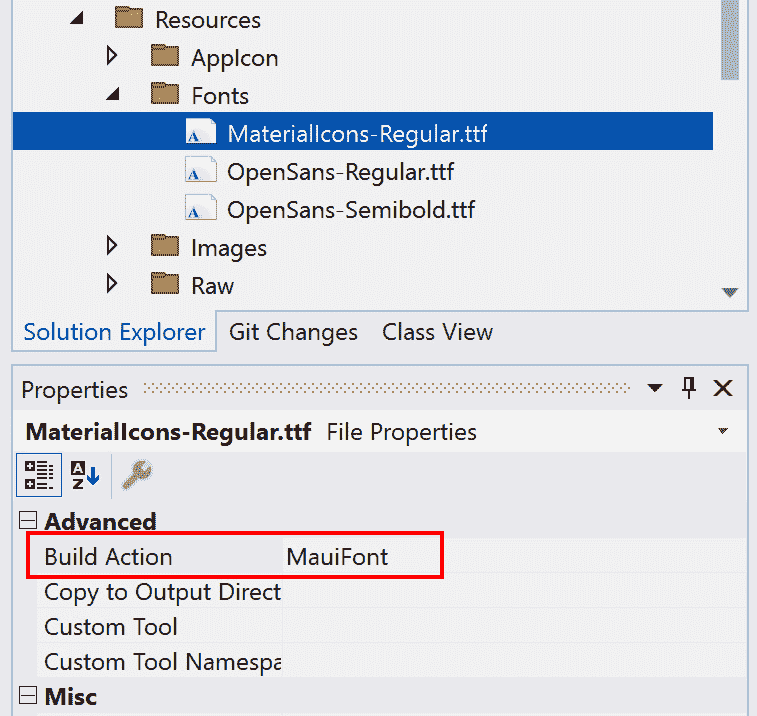 Resources
AppIcon
Fonts
MaterialIcons-Regular.ttf
OpenSans-Regular.ttf
OpenSans-Semibold.ttf
Images
Raw
Solution Explorer Git Changes Class View
Properties
MaterialIcons-Regular.ttf File Properties
Advanced
Build Action MauiFont
Copy to Output Direct
Custom Tool
Custom Tool Namespa
Misc